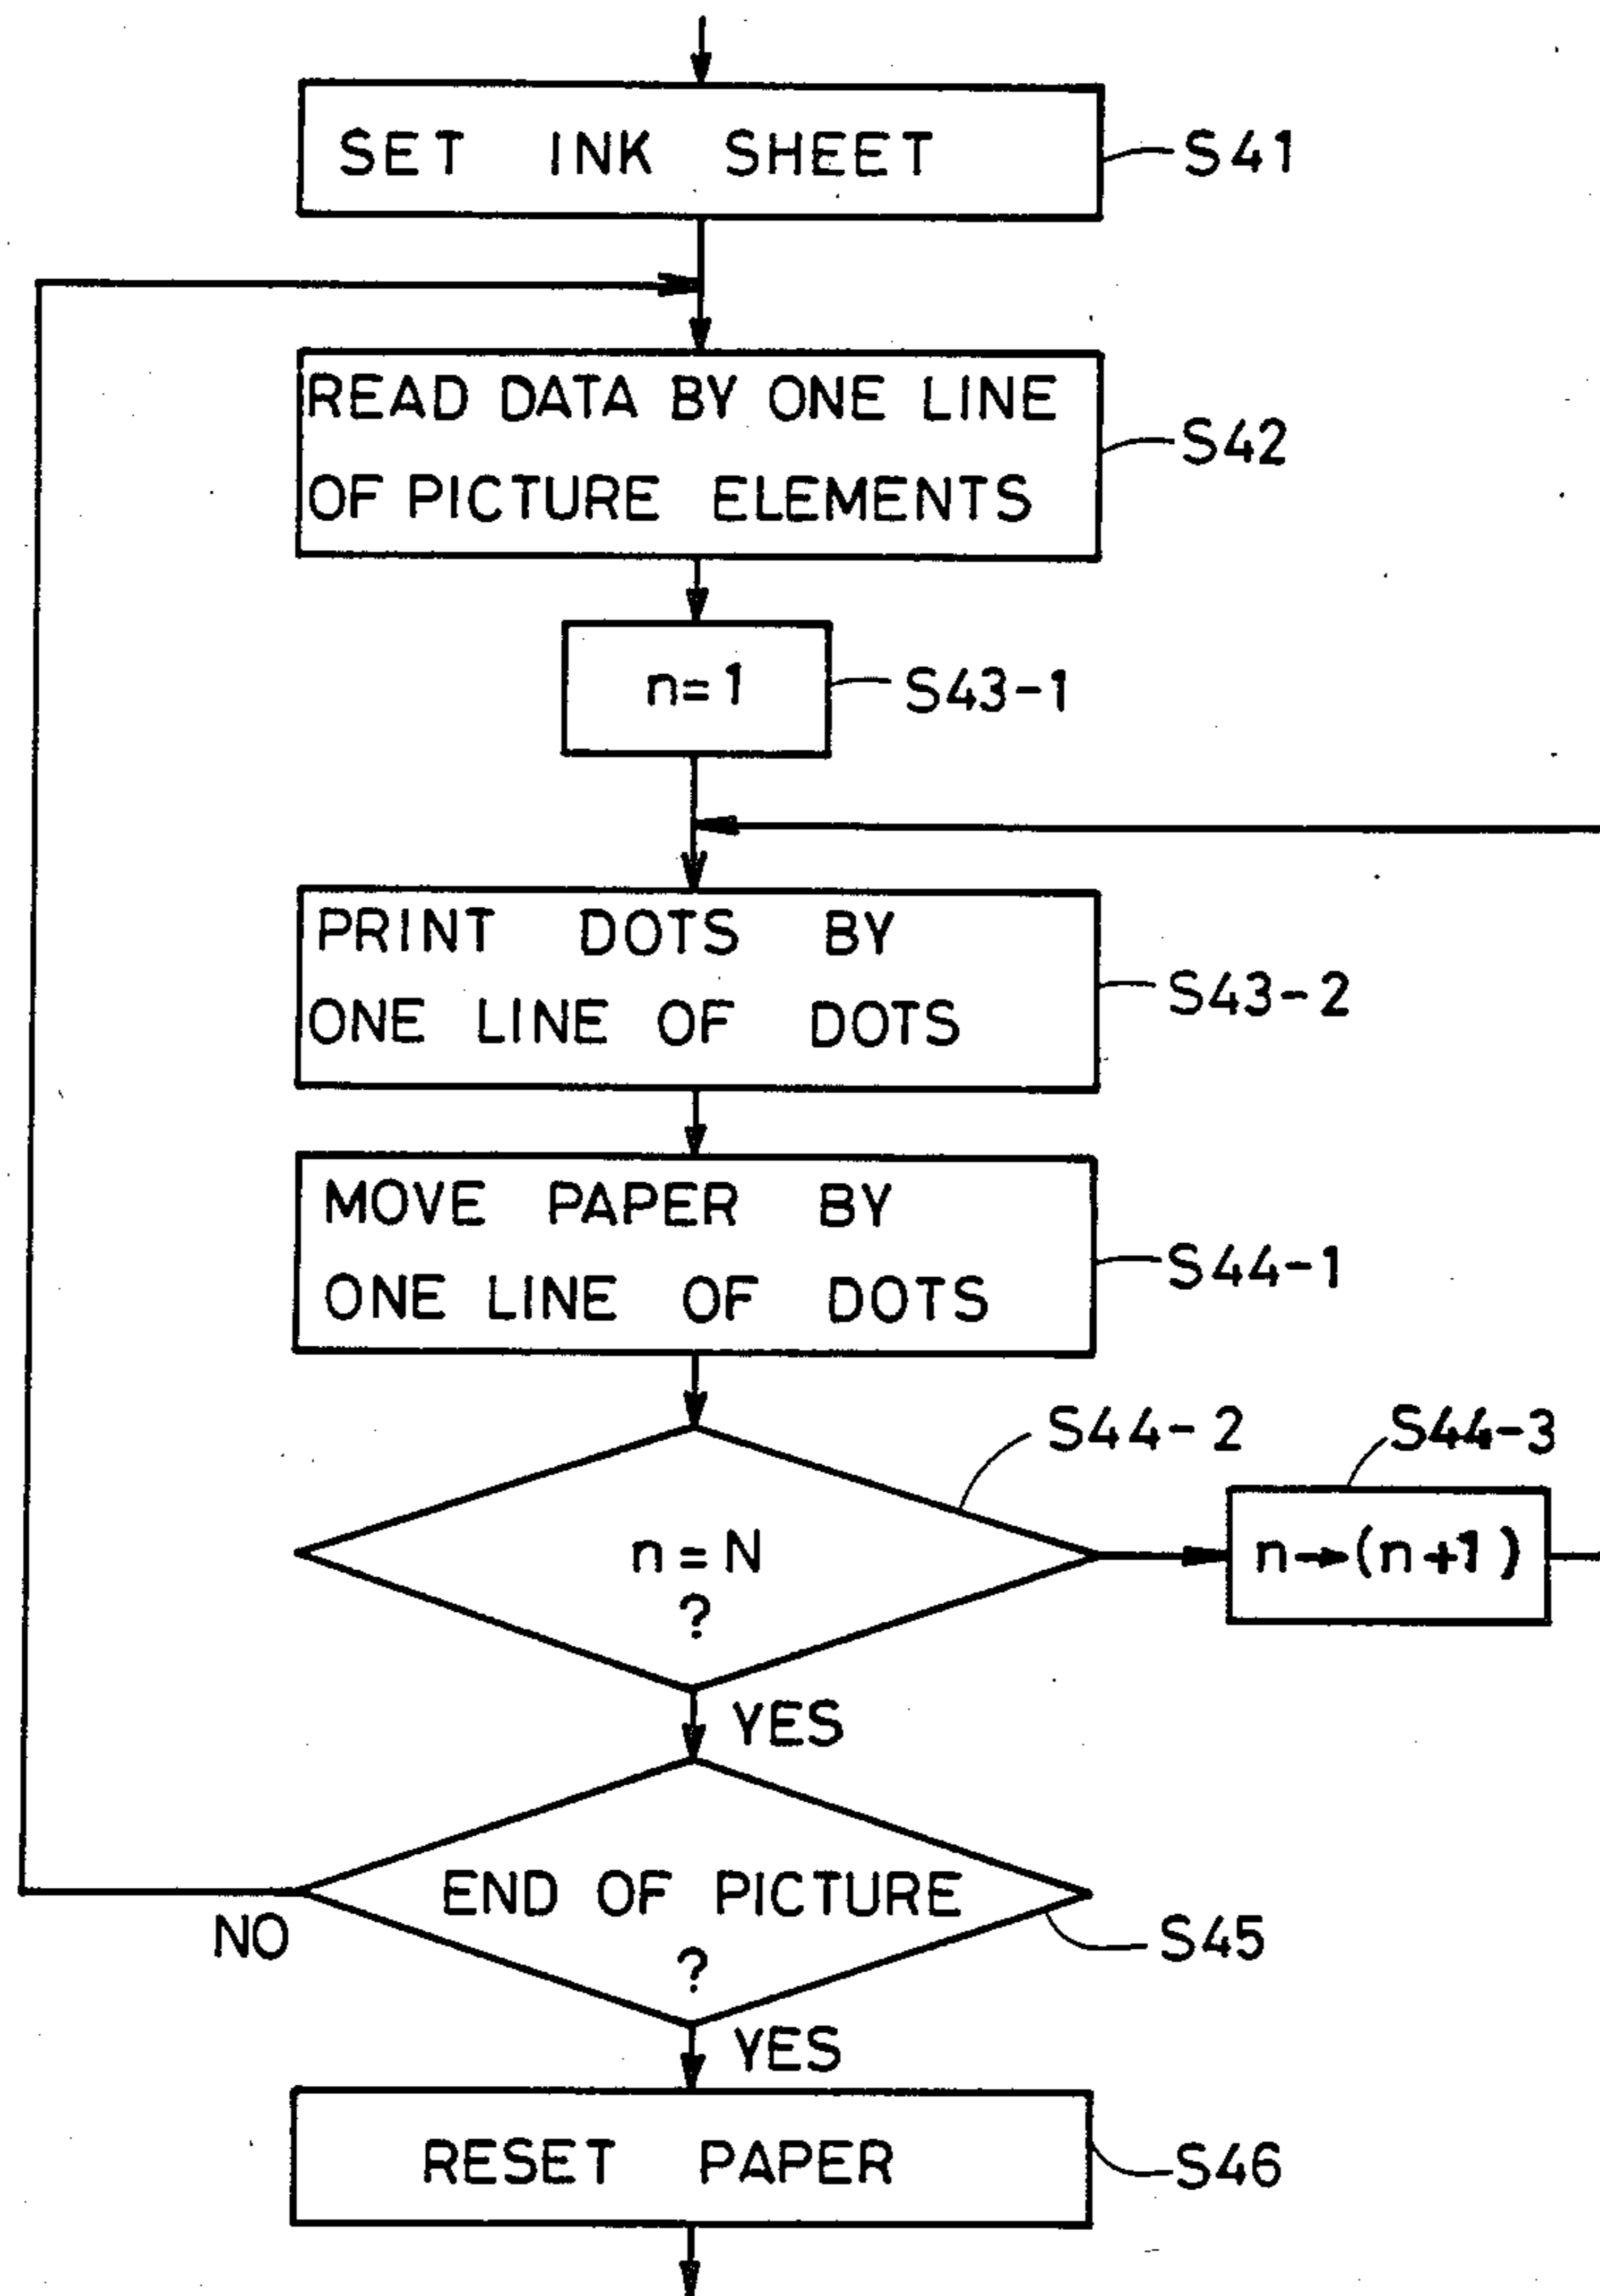 SET INK SHEET
S41
READ DATA BY ONE LINE
OF PICTURE ELEMENTS
S42
n=1
S43-1
PRINT DOTS BY
ONE LINE OF DOTS
S43-2
MOVE PAPER BY
ONE LINE OF DOTS
S44-1
S44-2
S44-3
n=N
?
n→(n+1)
YES
END OF PICTURE
?
NO
S45
YES
RESET PAPER
S46